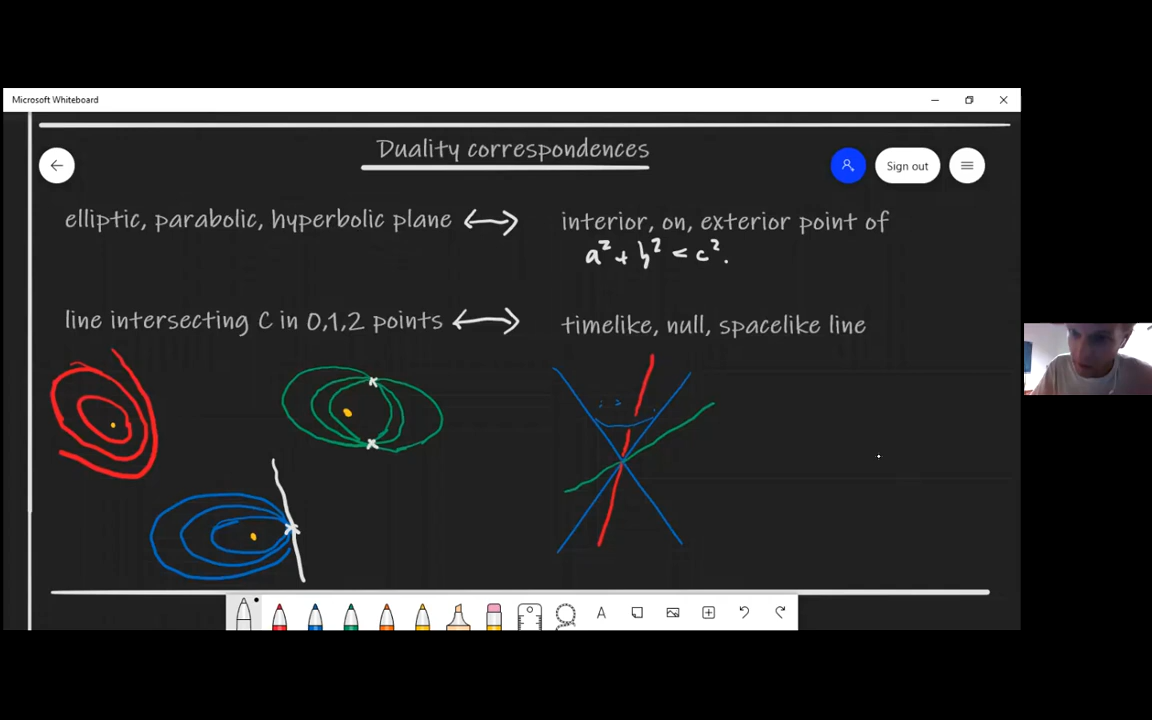 Microsoft Whiteboard
Duality correspondences
Sign out
elliptic, parabolic, hyperbolic plane ⟷ interior, on, exterior point of
a² + b² < c².
line intersecting C in 0,1,2 points ⟷ timelike, null, spacelike line
A